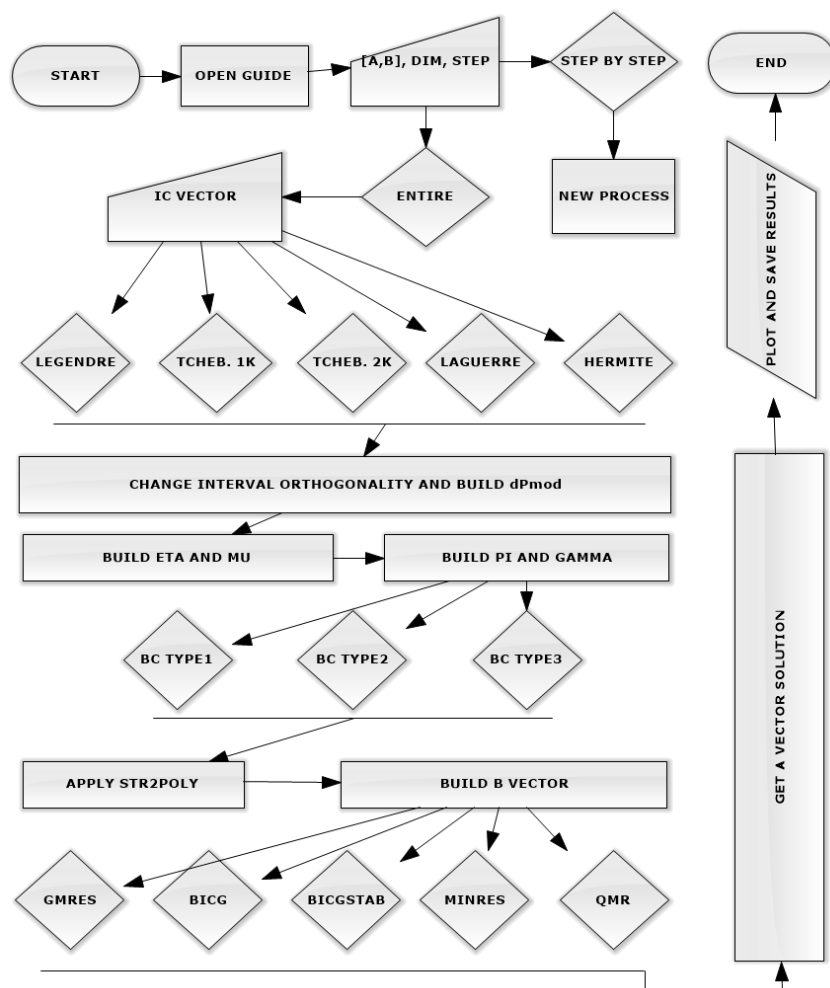 START
OPEN GUIDE
[A,B], DIM, STEP
STEP BY STEP
END
IC VECTOR
ENTIRE
NEW PROCESS
LEGENDRE
TCHEB. 1K
TCHEB. 2K
LAGUERRE
HERMITE
PLOT AND SAVE RESULTS
CHANGE INTERVAL ORTHOGONALITY AND BUILD dPmod
BUILD ETA AND MU
BUILD PI AND GAMMA
BC TYPE1
BC TYPE2
BC TYPE3
GET A VECTOR SOLUTION
APPLY STR2POLY
BUILD B VECTOR
GMRES
BICG
BICGSTAB
MINRES
QMR